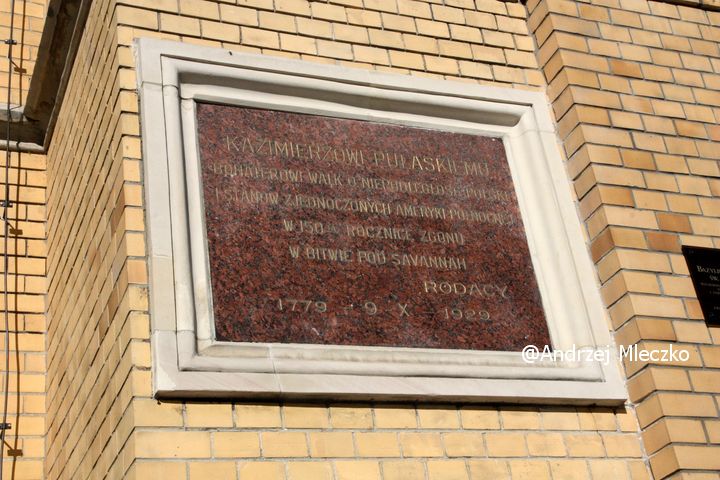 KAZIMIERZOWI PUŁASKIEMU
BOHATEROWI WALK O NIEPODLEGŁOŚĆ POLSKI
I STANÓW ZJEDNOCZONYCH AMERYKI PÓŁNOCNEJ
W 150TĄ ROCZNICĘ ZGONU
W BITWIE POD SAVANNAH
RODACY
1779 - 9 - X - 1929
@Andrzej Mleczko